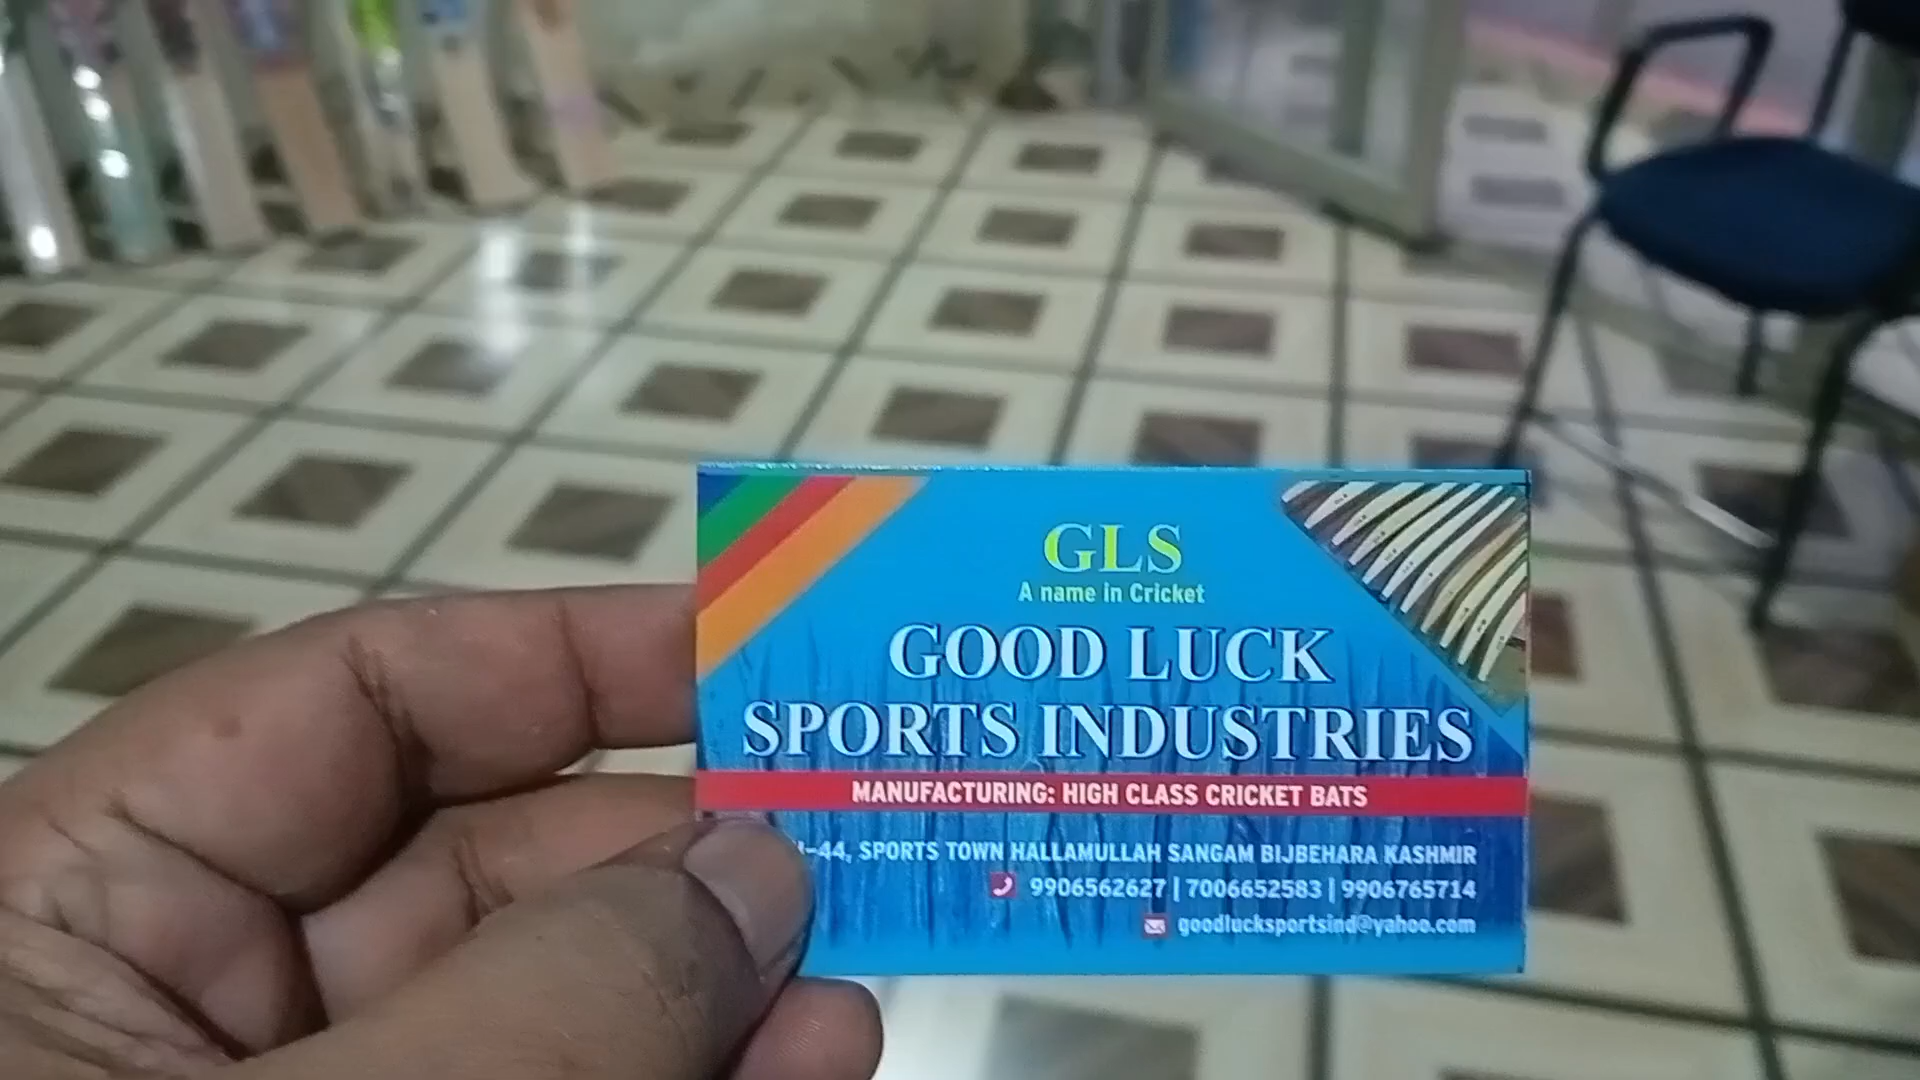 GLS
A name in Cricket
GOOD LUCK
SPORTS INDUSTRIES
MANUFACTURING: HIGH CLASS CRICKET BATS
-44, SPORTS TOWN HALLAMULLAH SANGAM BIJBEHARA KASHMIR
9906562627 | 7006652583 | 9906765714
goodlucksportsind@yahoo.com